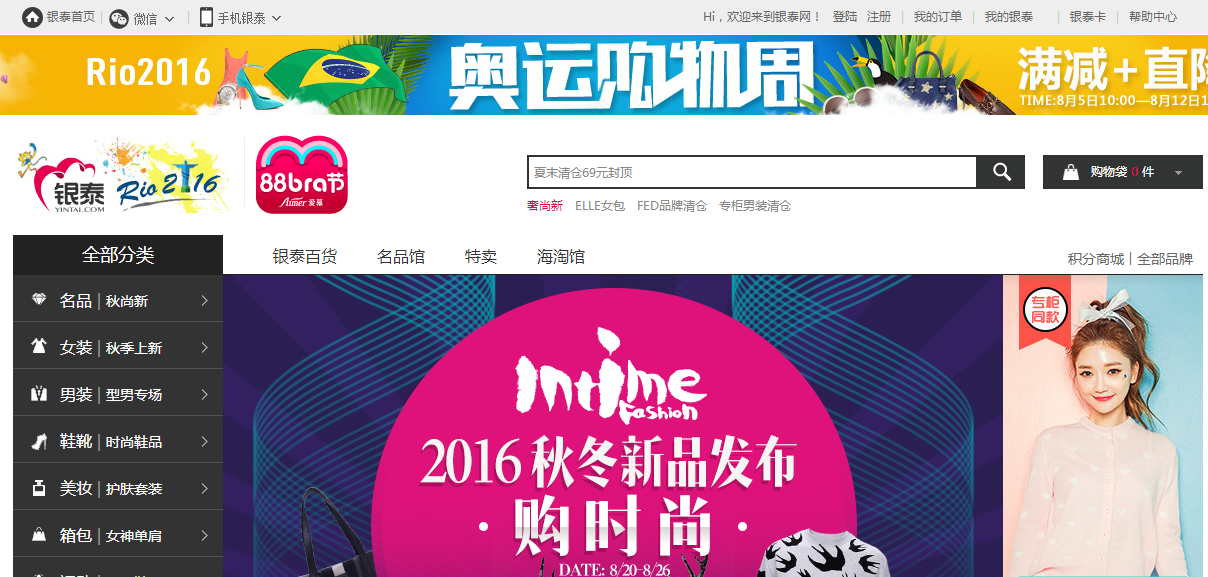 银泰首页 微信 手机银泰 Hi，欢迎来到银泰网！ 登陆 注册 我的订单 我的银泰 银泰卡 帮助中心
Rio2016 奥运购物周 满减+直
TIME:8月5日10:00—8月12日1
银泰
YINTAI.COM
Rio 2016
88bra节
Aimer 爱慕
夏末清仓69元封顶
购物袋 0 件
奢尚新 ELLE女包 FED品牌清仓 专柜男装清仓
全部分类 银泰百货 名品馆 特卖 海淘馆 积分商城 | 全部品牌
名品 | 秋尚新
女装 | 秋季上新
男装 | 型男专场
鞋靴 | 时尚鞋品
美妆 | 护肤套装
箱包 | 女神单肩
Intime
Fashion
2016 秋冬新品发布
·购时尚·
DATE: 8/20-8/26
专柜
同款